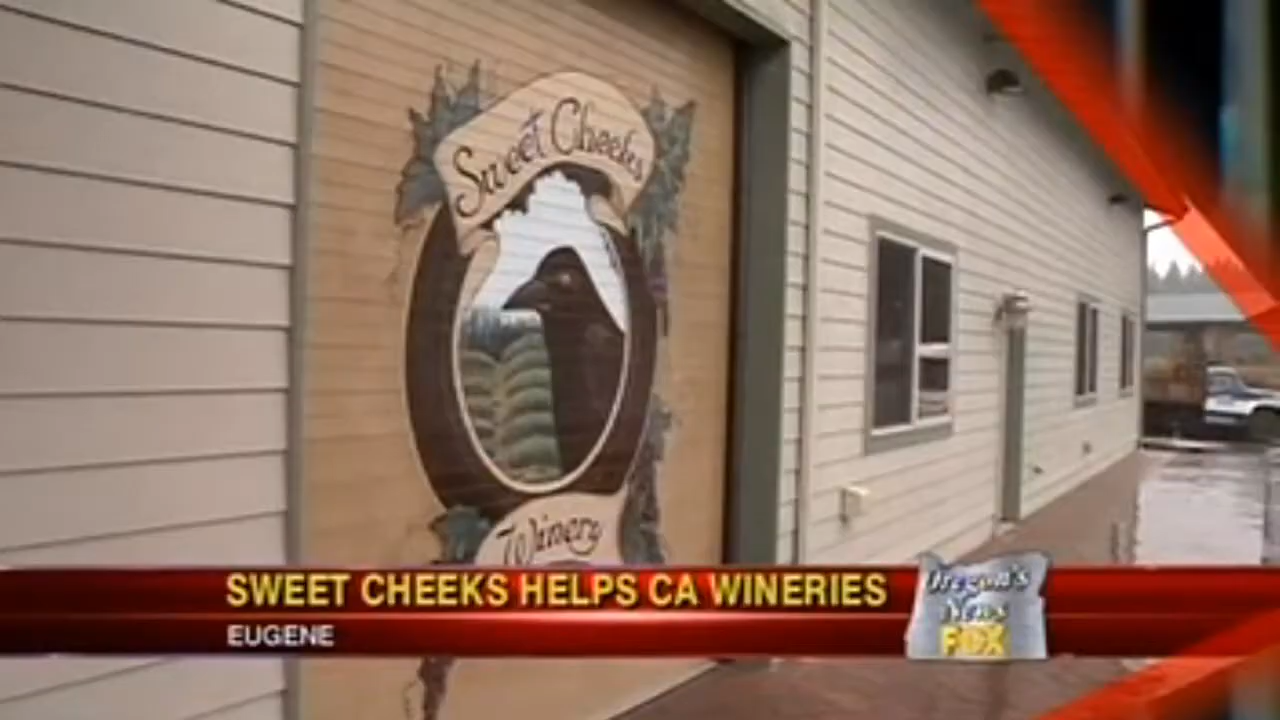 Sweet Cheeks
Winery
SWEET CHEEKS HELPS CA WINERIES
EUGENE
Oregon's
News
FOX